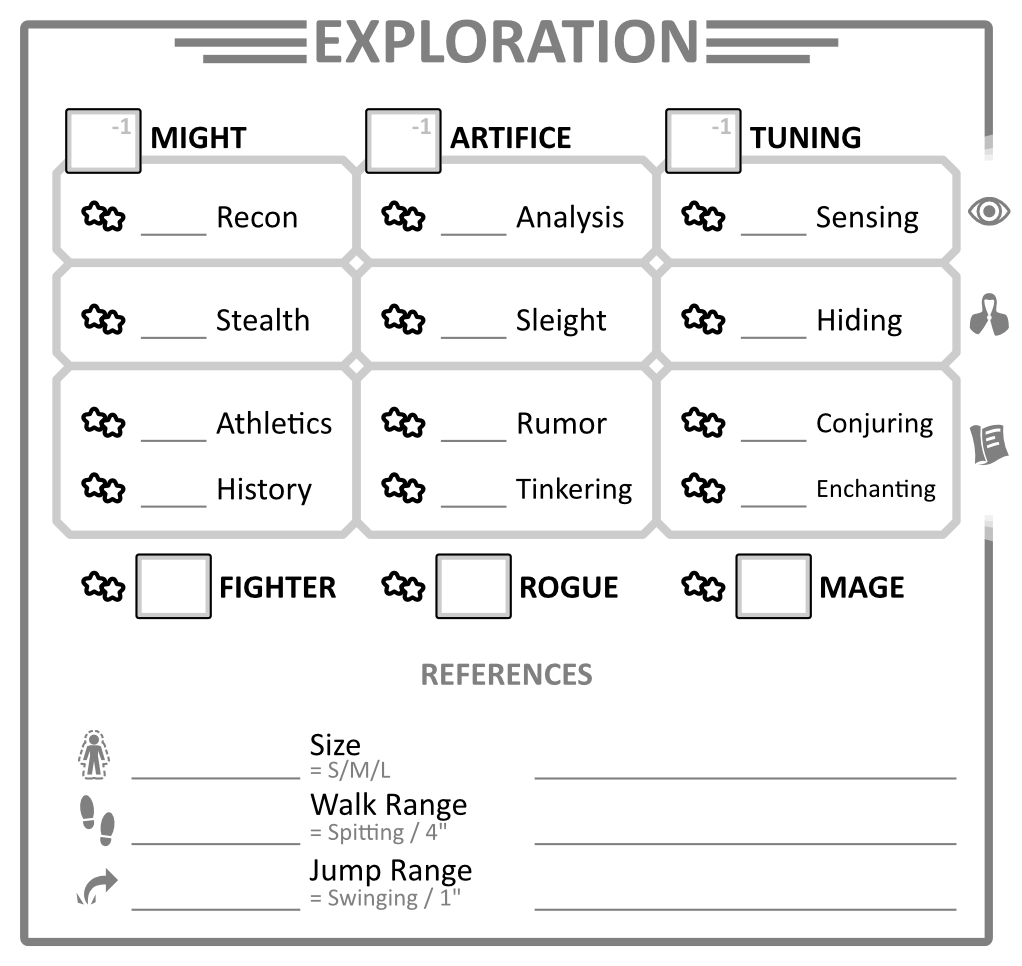 EXPLORATION
-1 MIGHT -1 ARTIFICE -1 TUNING
Recon Analysis Sensing
Stealth Sleight Hiding
Athletics Rumor Conjuring
History Tinkering Enchanting
FIGHTER ROGUE MAGE
REFERENCES
Size
= S/M/L
Walk Range
= Spitting / 4"
Jump Range
= Swinging / 1"